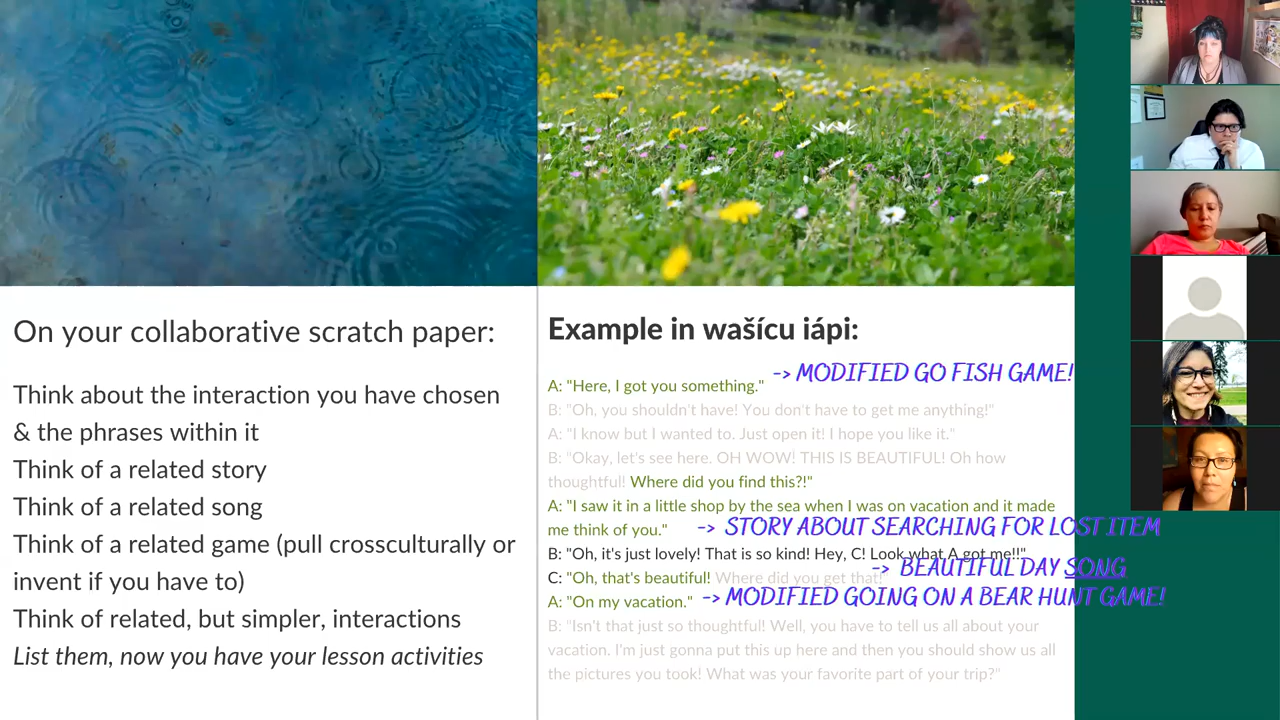 On your collaborative scratch paper:
Think about the interaction you have chosen
& the phrases within it
Think of a related story
Think of a related song
Think of a related game (pull crossculturally or
invent if you have to)
Think of related, but simpler, interactions
List them, now you have your lesson activities
Example in wašícu iápi:
-> MODIFIED GO FISH GAME!
A: "Here, I got you something."
B: "Oh, you shouldn't have! You don't have to get me anything!"
A: "I know but I wanted to. Just open it! I hope you like it."
B: "Okay, let's see here. OH WOW! THIS IS BEAUTIFUL! Oh how
thoughtful! Where did you find this?!"
A: "I saw it in a little shop by the sea when I was on vacation and it made
me think of you." -> STORY ABOUT SEARCHING FOR LOST ITEM
B: "Oh, it's just lovely! That is so kind! Hey, C! Look what A got me!!"
-> BEAUTIFUL DAY SONG
C: "Oh, that's beautiful! Where did you get that!"
A: "On my vacation." -> MODIFIED GOING ON A BEAR HUNT GAME!
B: "Isn't that just so thoughtful! Well, you have to tell us all about your
vacation. I'm just gonna put this up here and then you should show us all
the pictures you took! What was your favorite part of your trip?"